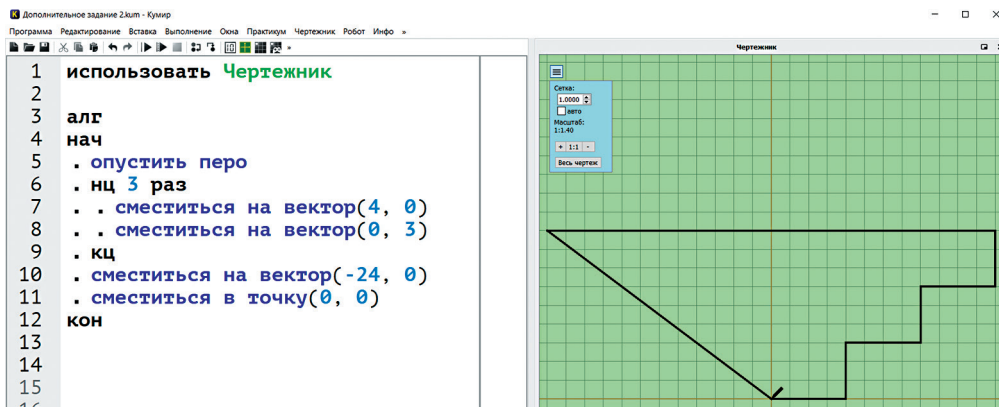 Дополнительное задание 2.kum - Кумир
Программа Редактирование Вставка Выполнение Окна Практикум Чертежник Робот Инфо »
Чертежник
1 использовать Чертежник
2
3 алг
4 нач
5 . опустить перо
6 . нц 3 раз
7 . . сместиться на вектор(4, 0)
8 . . сместиться на вектор(0, 3)
9 . кц
10 . сместиться на вектор(-24, 0)
11 . сместиться в точку(0, 0)
12 кон
13
14
15
16
Сетка:
1.0000
авто
Масштаб:
1:1.40
+ 1:1 -
Весь чертеж